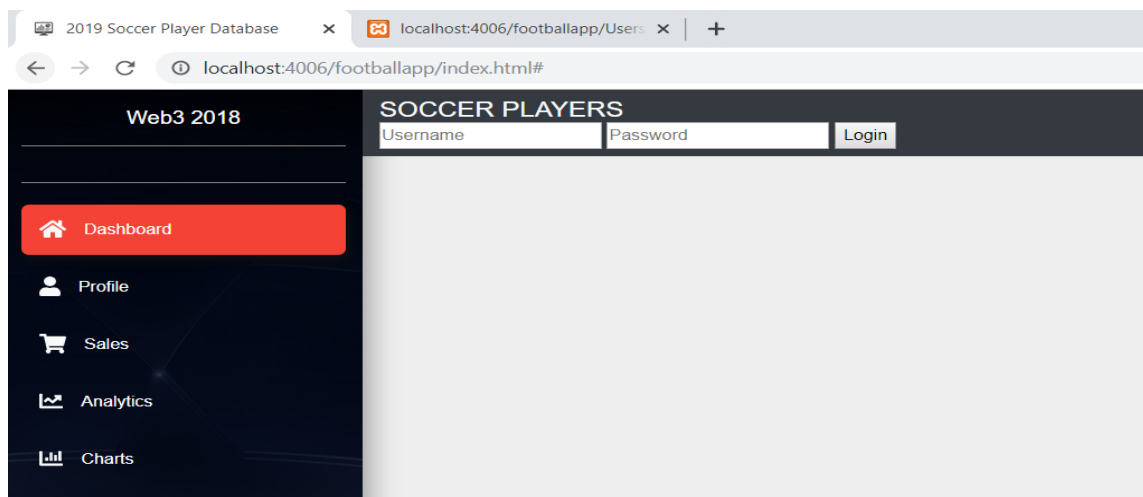 2019 Soccer Player Database localhost:4006/footballapp/Users
localhost:4006/footballapp/index.html#
Web3 2018
SOCCER PLAYERS
Username Password Login
Dashboard
Profile
Sales
Analytics
Charts